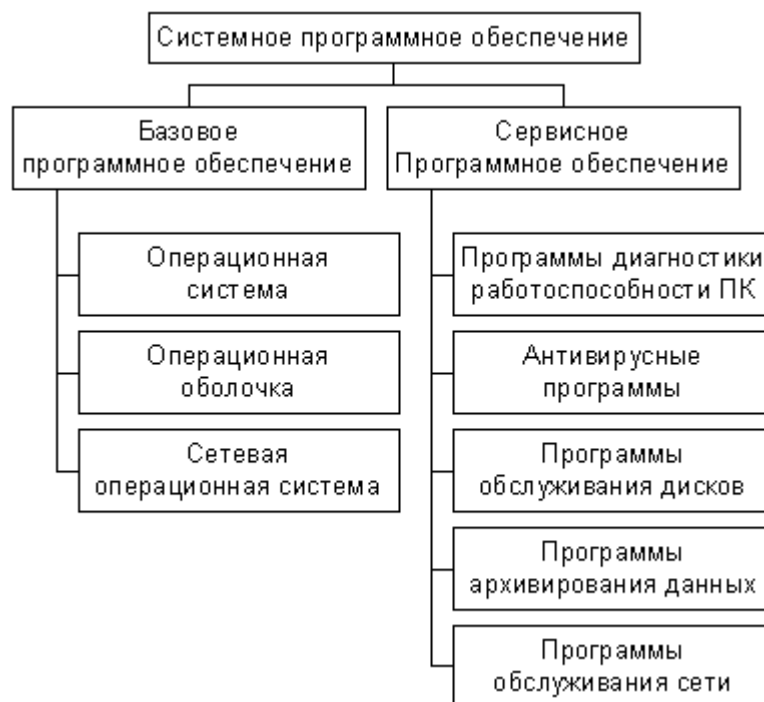 Системное программное обеспечение
Базовое
программное обеспечение
Сервисное
Программное обеспечение
Операционная
система
Операционная
оболочка
Сетевая
операционная система
Программы диагностики
работоспособности ПК
Антивирусные
программы
Программы
обслуживания дисков
Программы
архивирования данных
Программы
обслуживания сети